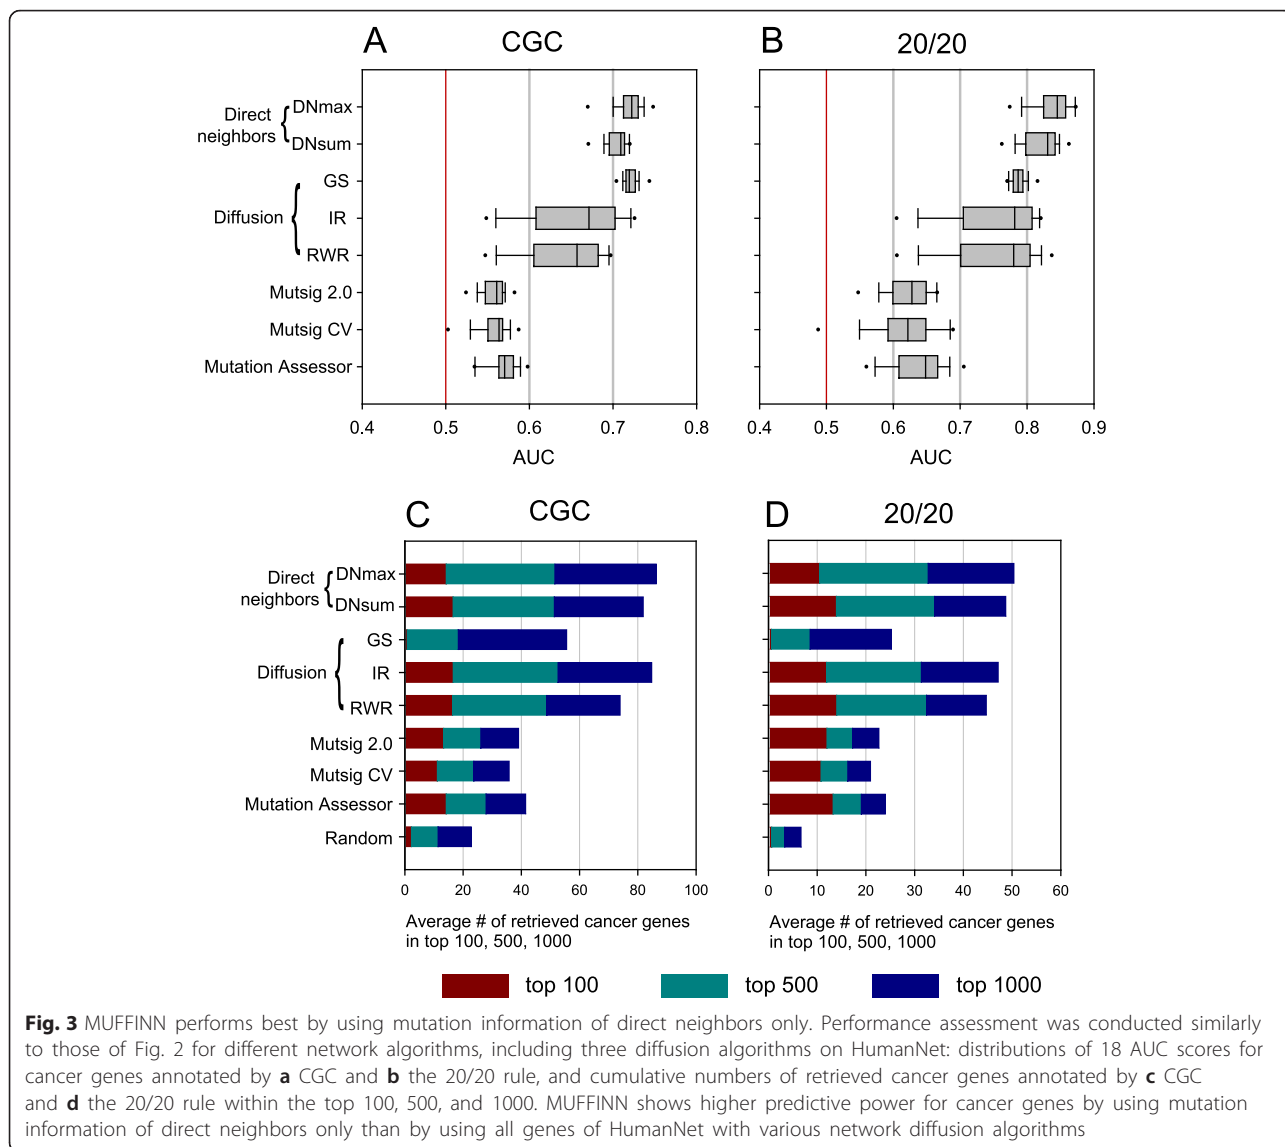 A
CGC
B
20/20
Direct
neighbors
{
DNmax
DNsum
Diffusion
{
GS
IR
RWR
Mutsig 2.0
Mutsig CV
Mutation Assessor
0.4 0.5 0.6 0.7 0.8
AUC
0.4 0.5 0.6 0.7 0.8 0.9
AUC
C
CGC
D
20/20
Direct
neighbors
{
DNmax
DNsum
Diffusion
{
GS
IR
RWR
Mutsig 2.0
Mutsig CV
Mutation Assessor
Random
0 20 40 60 80 100
Average # of retrieved cancer genes
in top 100, 500, 1000
0 10 20 30 40 50 60
Average # of retrieved cancer genes
in top 100, 500, 1000
top 100 top 500 top 1000
Fig. 3 MUFFINN performs best by using mutation information of direct neighbors only. Performance assessment was conducted similarly
to those of Fig. 2 for different network algorithms, including three diffusion algorithms on HumanNet: distributions of 18 AUC scores for
cancer genes annotated by a CGC and b the 20/20 rule, and cumulative numbers of retrieved cancer genes annotated by c CGC
and d the 20/20 rule within the top 100, 500, and 1000. MUFFINN shows higher predictive power for cancer genes by using mutation
information of direct neighbors only than by using all genes of HumanNet with various network diffusion algorithms